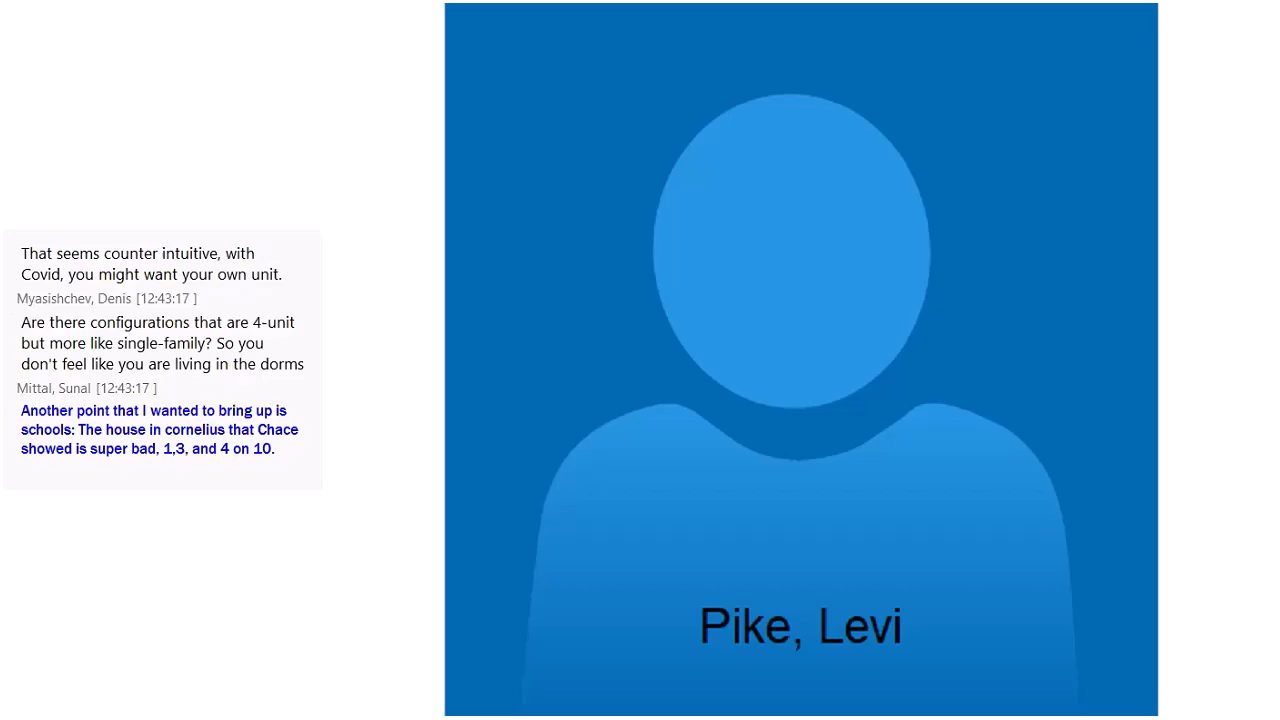 That seems counter intuitive, with
Covid, you might want your own unit.
Myasishchev, Denis [12:43:17 ]
Are there configurations that are 4-unit
but more like single-family? So you
don't feel like you are living in the dorms
Mittal, Sunal [12:43:17 ]
Another point that I wanted to bring up is
schools: The house in cornelius that Chace
showed is super bad, 1,3, and 4 on 10.
Pike, Levi